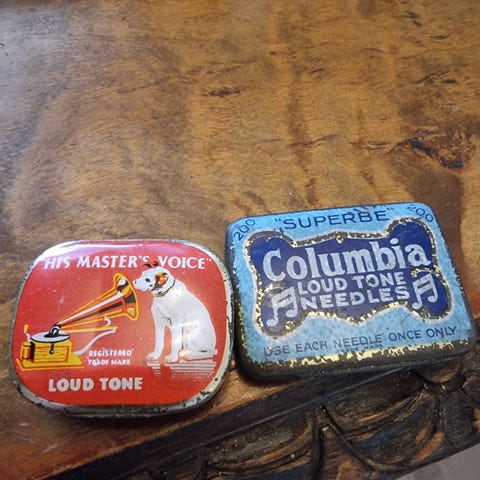 "HIS MASTER'S VOICE"
REGISTERED
TRADE MARK
LOUD TONE
200 "SUPERBE" 200
Columbia
LOUD TONE
NEEDLES
USE EACH NEEDLE ONCE ONLY